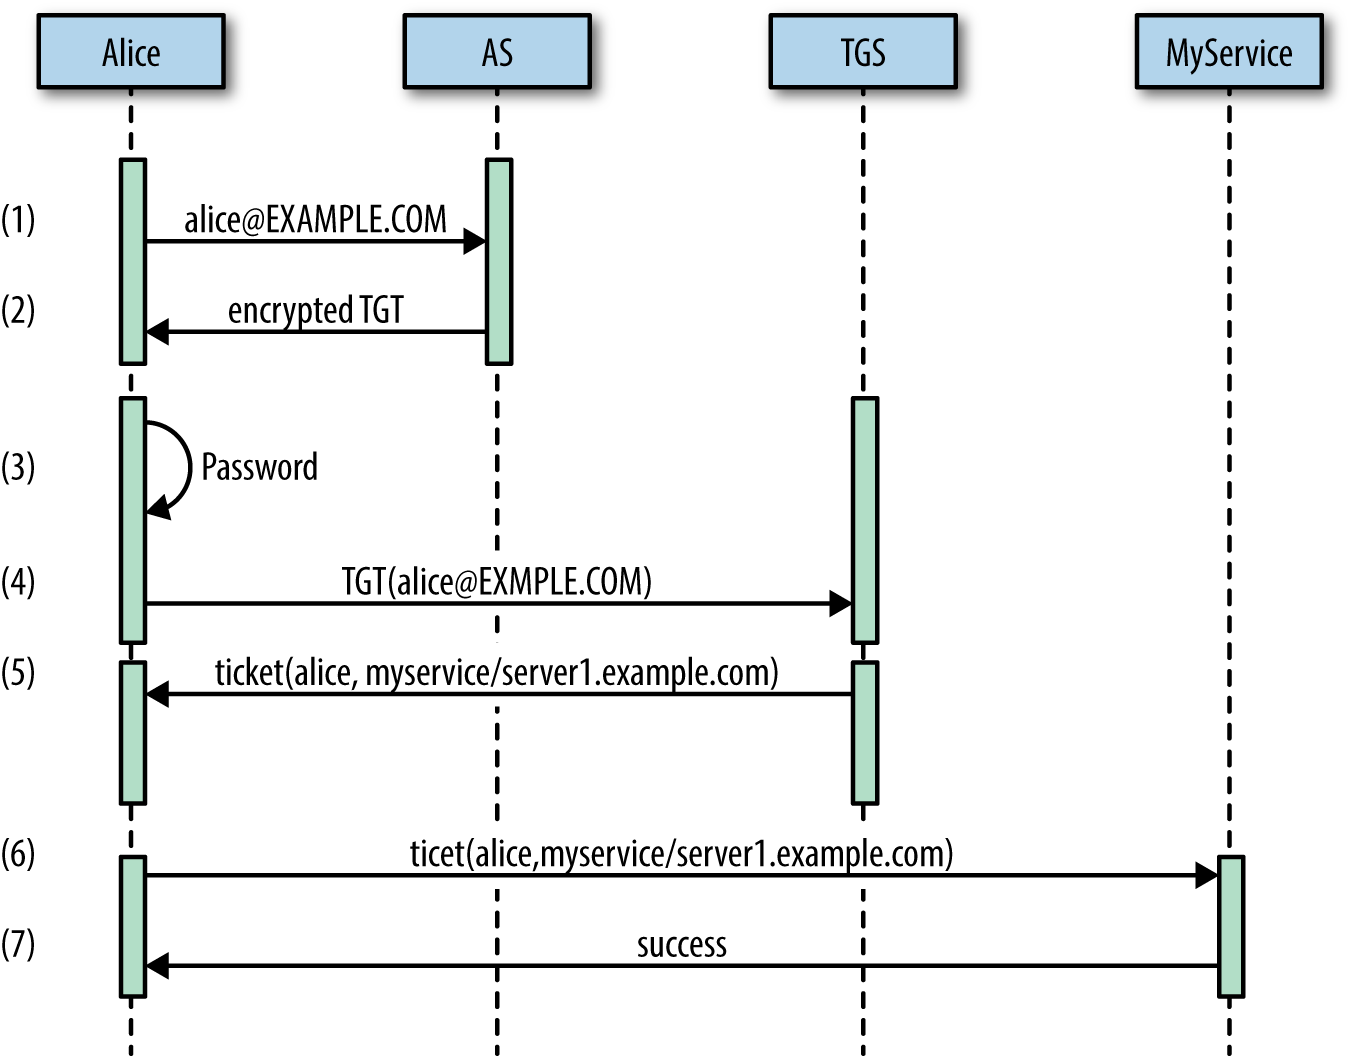 Alice
AS
TGS
MyService
(1)
alice@EXAMPLE.COM
(2)
encrypted TGT
(3)
Password
(4)
TGT(alice@EXMPLE.COM)
(5)
ticket(alice, myservice/server1.example.com)
(6)
ticet(alice,myservice/server1.example.com)
(7)
success